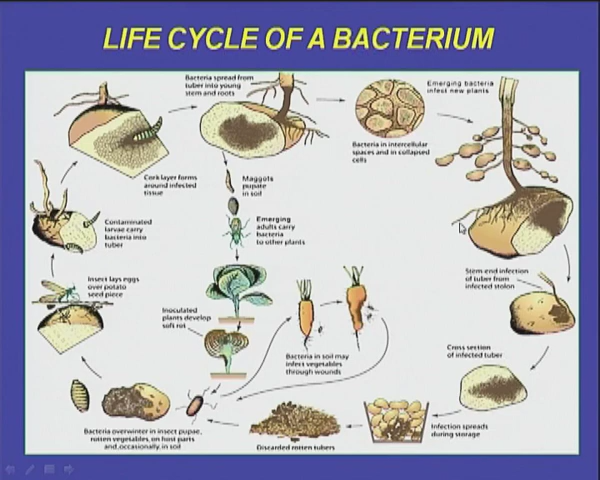 LIFE CYCLE OF A BACTERIUM
Bacteria spread from
tuber into young
stem and roots
Emerging bacteria
infest new plants
Bacteria in intercellular
spaces and in collapsed
cells
Cork layer forms
around infected
tissue
Maggots
pupate
in soil
Contaminated
larvae carry
bacteria into
tuber
Emerging
adults carry
bacteria
to other plants
Insect lays eggs
over potato
seed piece
Stem-end infection
of tuber from
infected stolon
Inoculated
plants develop
soft rot
Cross section
of infected tuber
Bacteria in soil may
infect vegetables
through wounds
Bacteria overwinter in insect pupae,
rotten vegetables, on host parts
and, occasionally, in soil
Discarded rotten tubers
Infection spreads
during storage